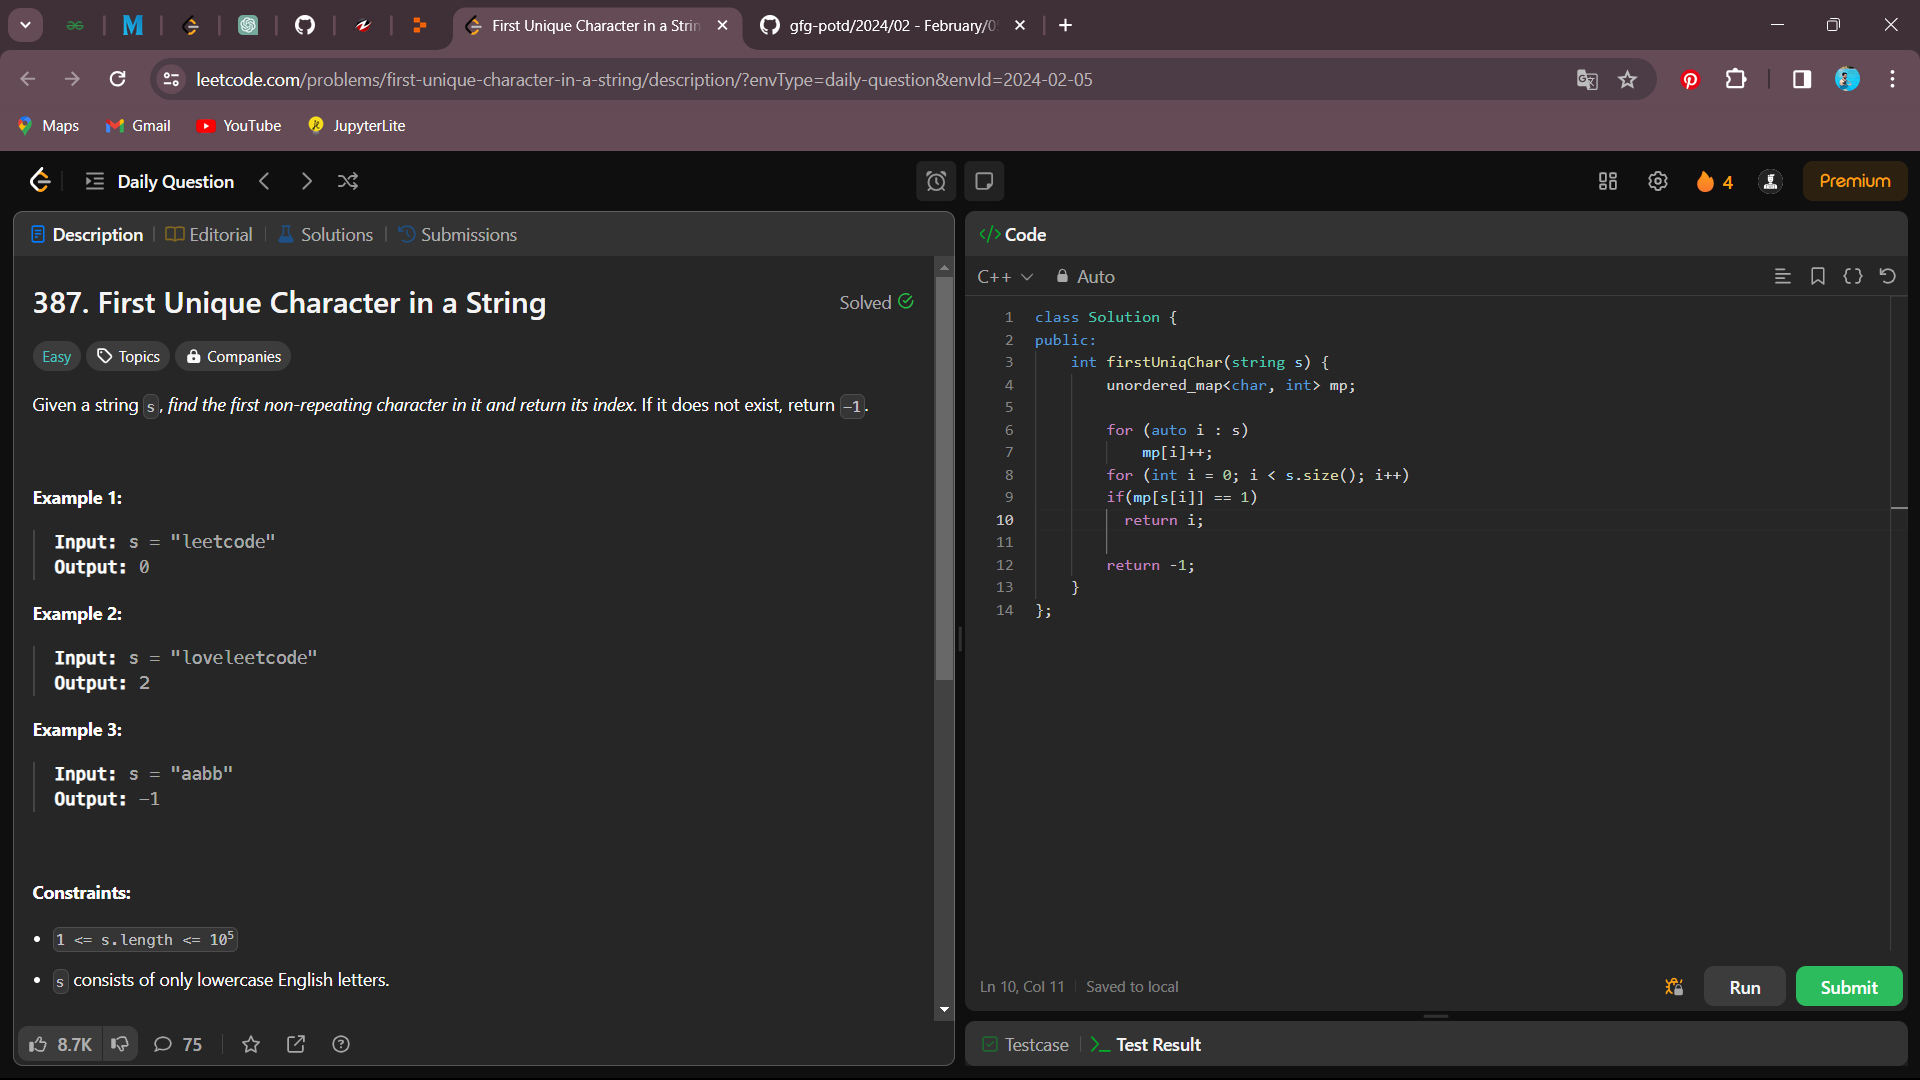 First Unique Character in a Strin
gfg-potd/2024/02 - February/0
leetcode.com/problems/first-unique-character-in-a-string/description/?envType=daily-question&envId=2024-02-05
Maps Gmail YouTube JupyterLite
Daily Question
4
Premium
Description Editorial Solutions Submissions
387. First Unique Character in a String
Solved
Easy Topics Companies
Given a string s, find the first non-repeating character in it and return its index. If it does not exist, return -1.
Example 1:
Input: s = "leetcode"
Output: 0
Example 2:
Input: s = "loveleetcode"
Output: 2
Example 3:
Input: s = "aabb"
Output: -1
Constraints:
• 1 <= s.length <= 10⁵
• s consists of only lowercase English letters.
8.7K 75
</> Code
C++ Auto
1 class Solution {
2 public:
3     int firstUniqChar(string s) {
4         unordered_map<char, int> mp;
5
6         for (auto i : s)
7             mp[i]++;
8         for (int i = 0; i < s.size(); i++)
9         if(mp[s[i]] == 1)
10           return i;
11
12         return -1;
13     }
14 };
Ln 10, Col 11 Saved to local
Run Submit
Testcase Test Result